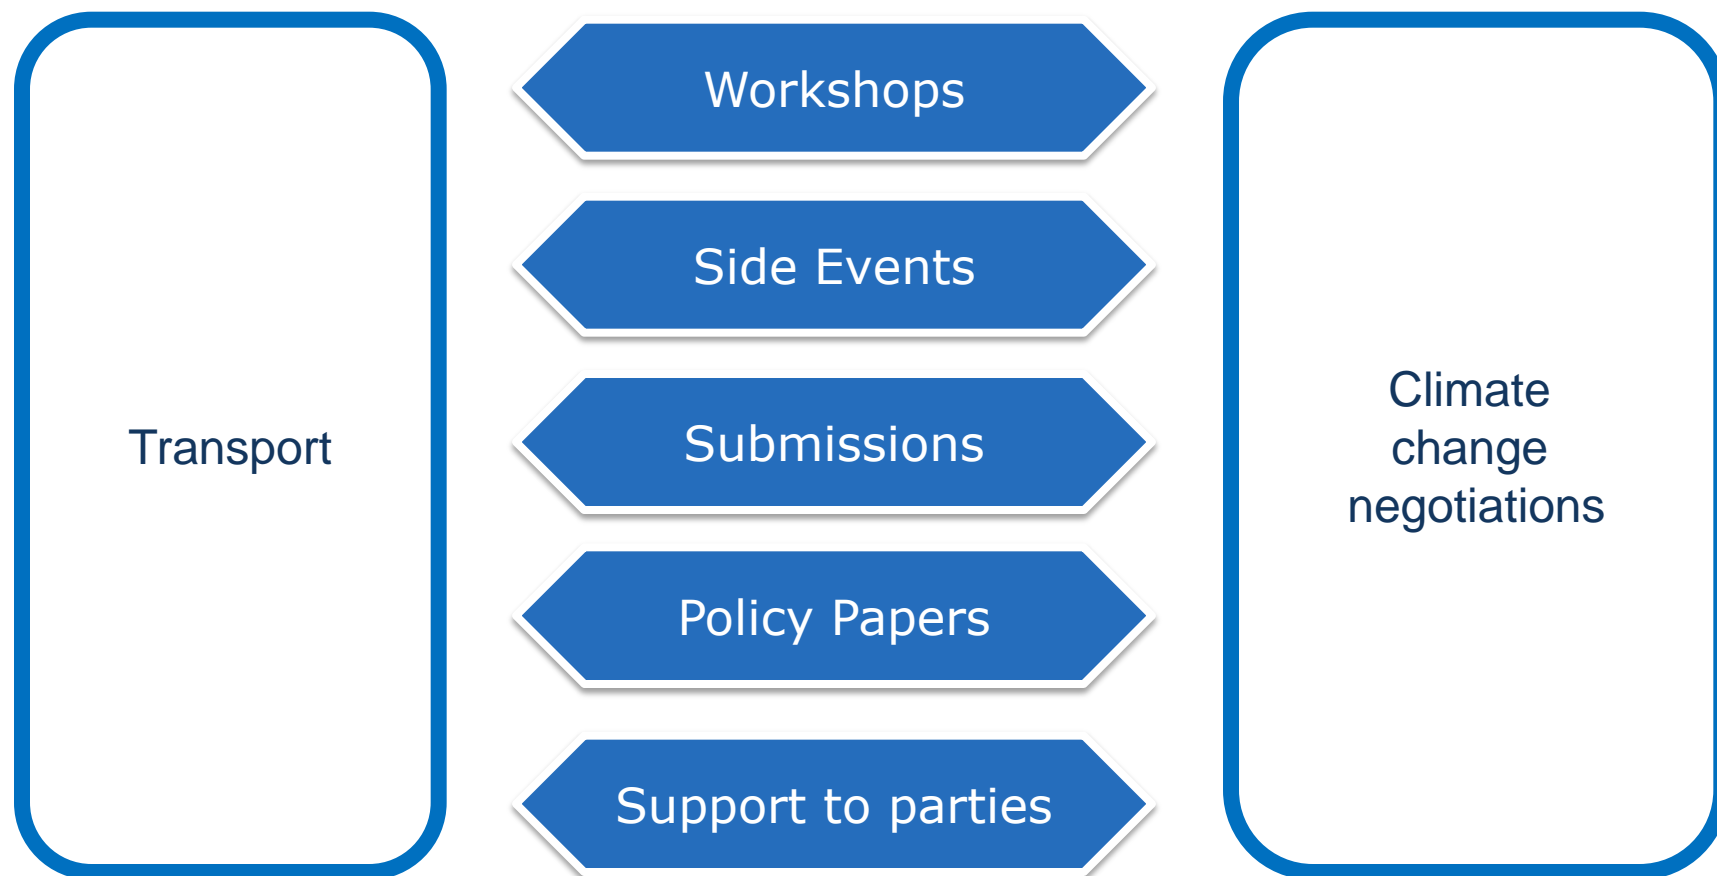 Transport
Workshops
Side Events
Submissions
Policy Papers
Support to parties
Climate
change
negotiations